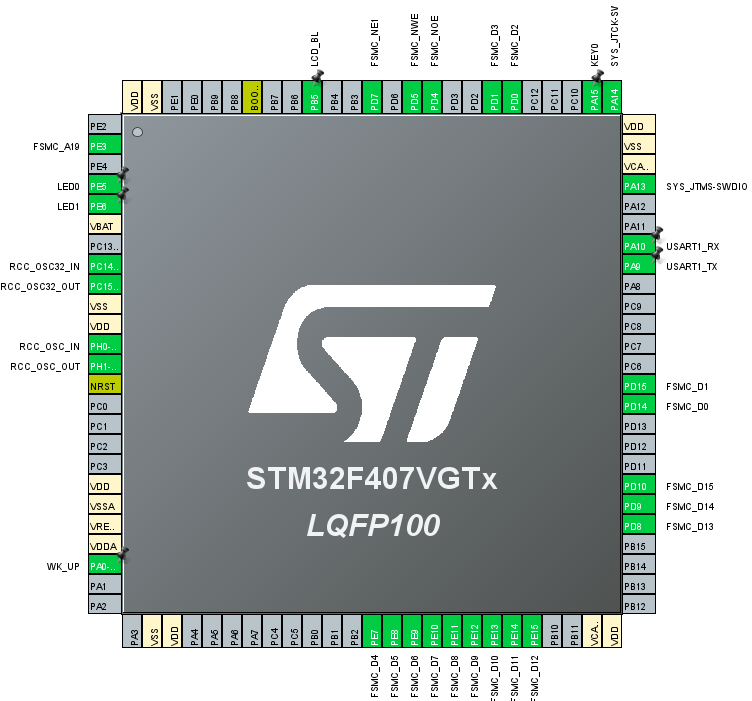 LCD_BL
FSMC_NE1
FSMC_NWE
FSMC_NOE
FSMC_D3
FSMC_D2
KEY0
SYS_JTCK-SV
VDD
VSS
PE1
PE0
PB9
PB8
BOO..
PB7
PB6
PB5
PB4
PB3
PD7
PD6
PD5
PD4
PD3
PD2
PD1
PD0
PC12
PC11
PC10
PA15
PA14
PE2
FSMC_A19 PE3
PE4
LED0 PE5
LED1 PE6
VBAT
PC13..
RCC_OSC32_IN PC14..
RCC_OSC32_OUT PC15..
VSS
VDD
RCC_OSC_IN PH0-..
RCC_OSC_OUT PH1-..
NRST
PC0
PC1
PC2
PC3
VDD
VSSA
VRE..
VDDA
WK_UP PA0-..
PA1
PA2
STM32F407VGTx
LQFP100
VDD
VSS
VCA..
PA13 SYS_JTMS-SWDIO
PA12
PA11
PA10 USART1_RX
PA9 USART1_TX
PA8
PC9
PC8
PC7
PC6
PD15 FSMC_D1
PD14 FSMC_D0
PD13
PD12
PD11
PD10 FSMC_D15
PD9 FSMC_D14
PD8 FSMC_D13
PB15
PB14
PB13
PB12
PA3
VSS
VDD
PA4
PA5
PA6
PA7
PC4
PC5
PB0
PB1
PB2
PE7
PE8
PE9
PE10
PE11
PE12
PE13
PE14
PE15
PB10
PB11
VCA..
VDD
FSMC_D4
FSMC_D5
FSMC_D6
FSMC_D7
FSMC_D8
FSMC_D9
FSMC_D10
FSMC_D11
FSMC_D12